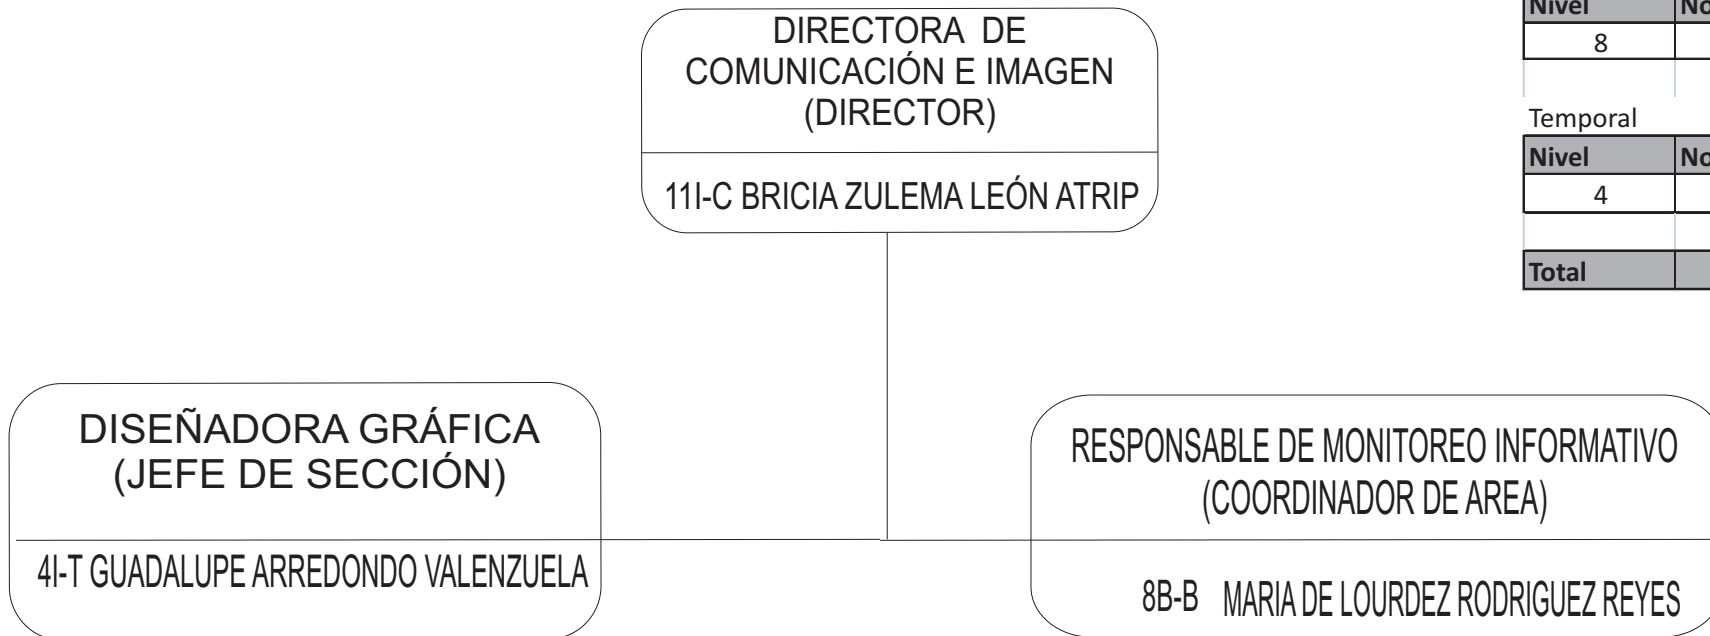 DIRECTORA DE
COMUNICACIÓN E IMAGEN
(DIRECTOR)
11I-C BRICIA ZULEMA LEÓN ATRIP
Nivel
8
Temporal
Nivel
4
Total
DISEÑADORA GRÁFICA
(JEFE DE SECCIÓN)
4I-T GUADALUPE ARREDONDO VALENZUELA
RESPONSABLE DE MONITOREO INFORMATIVO
(COORDINADOR DE AREA)
8B-B MARIA DE LOURDEZ RODRIGUEZ REYES